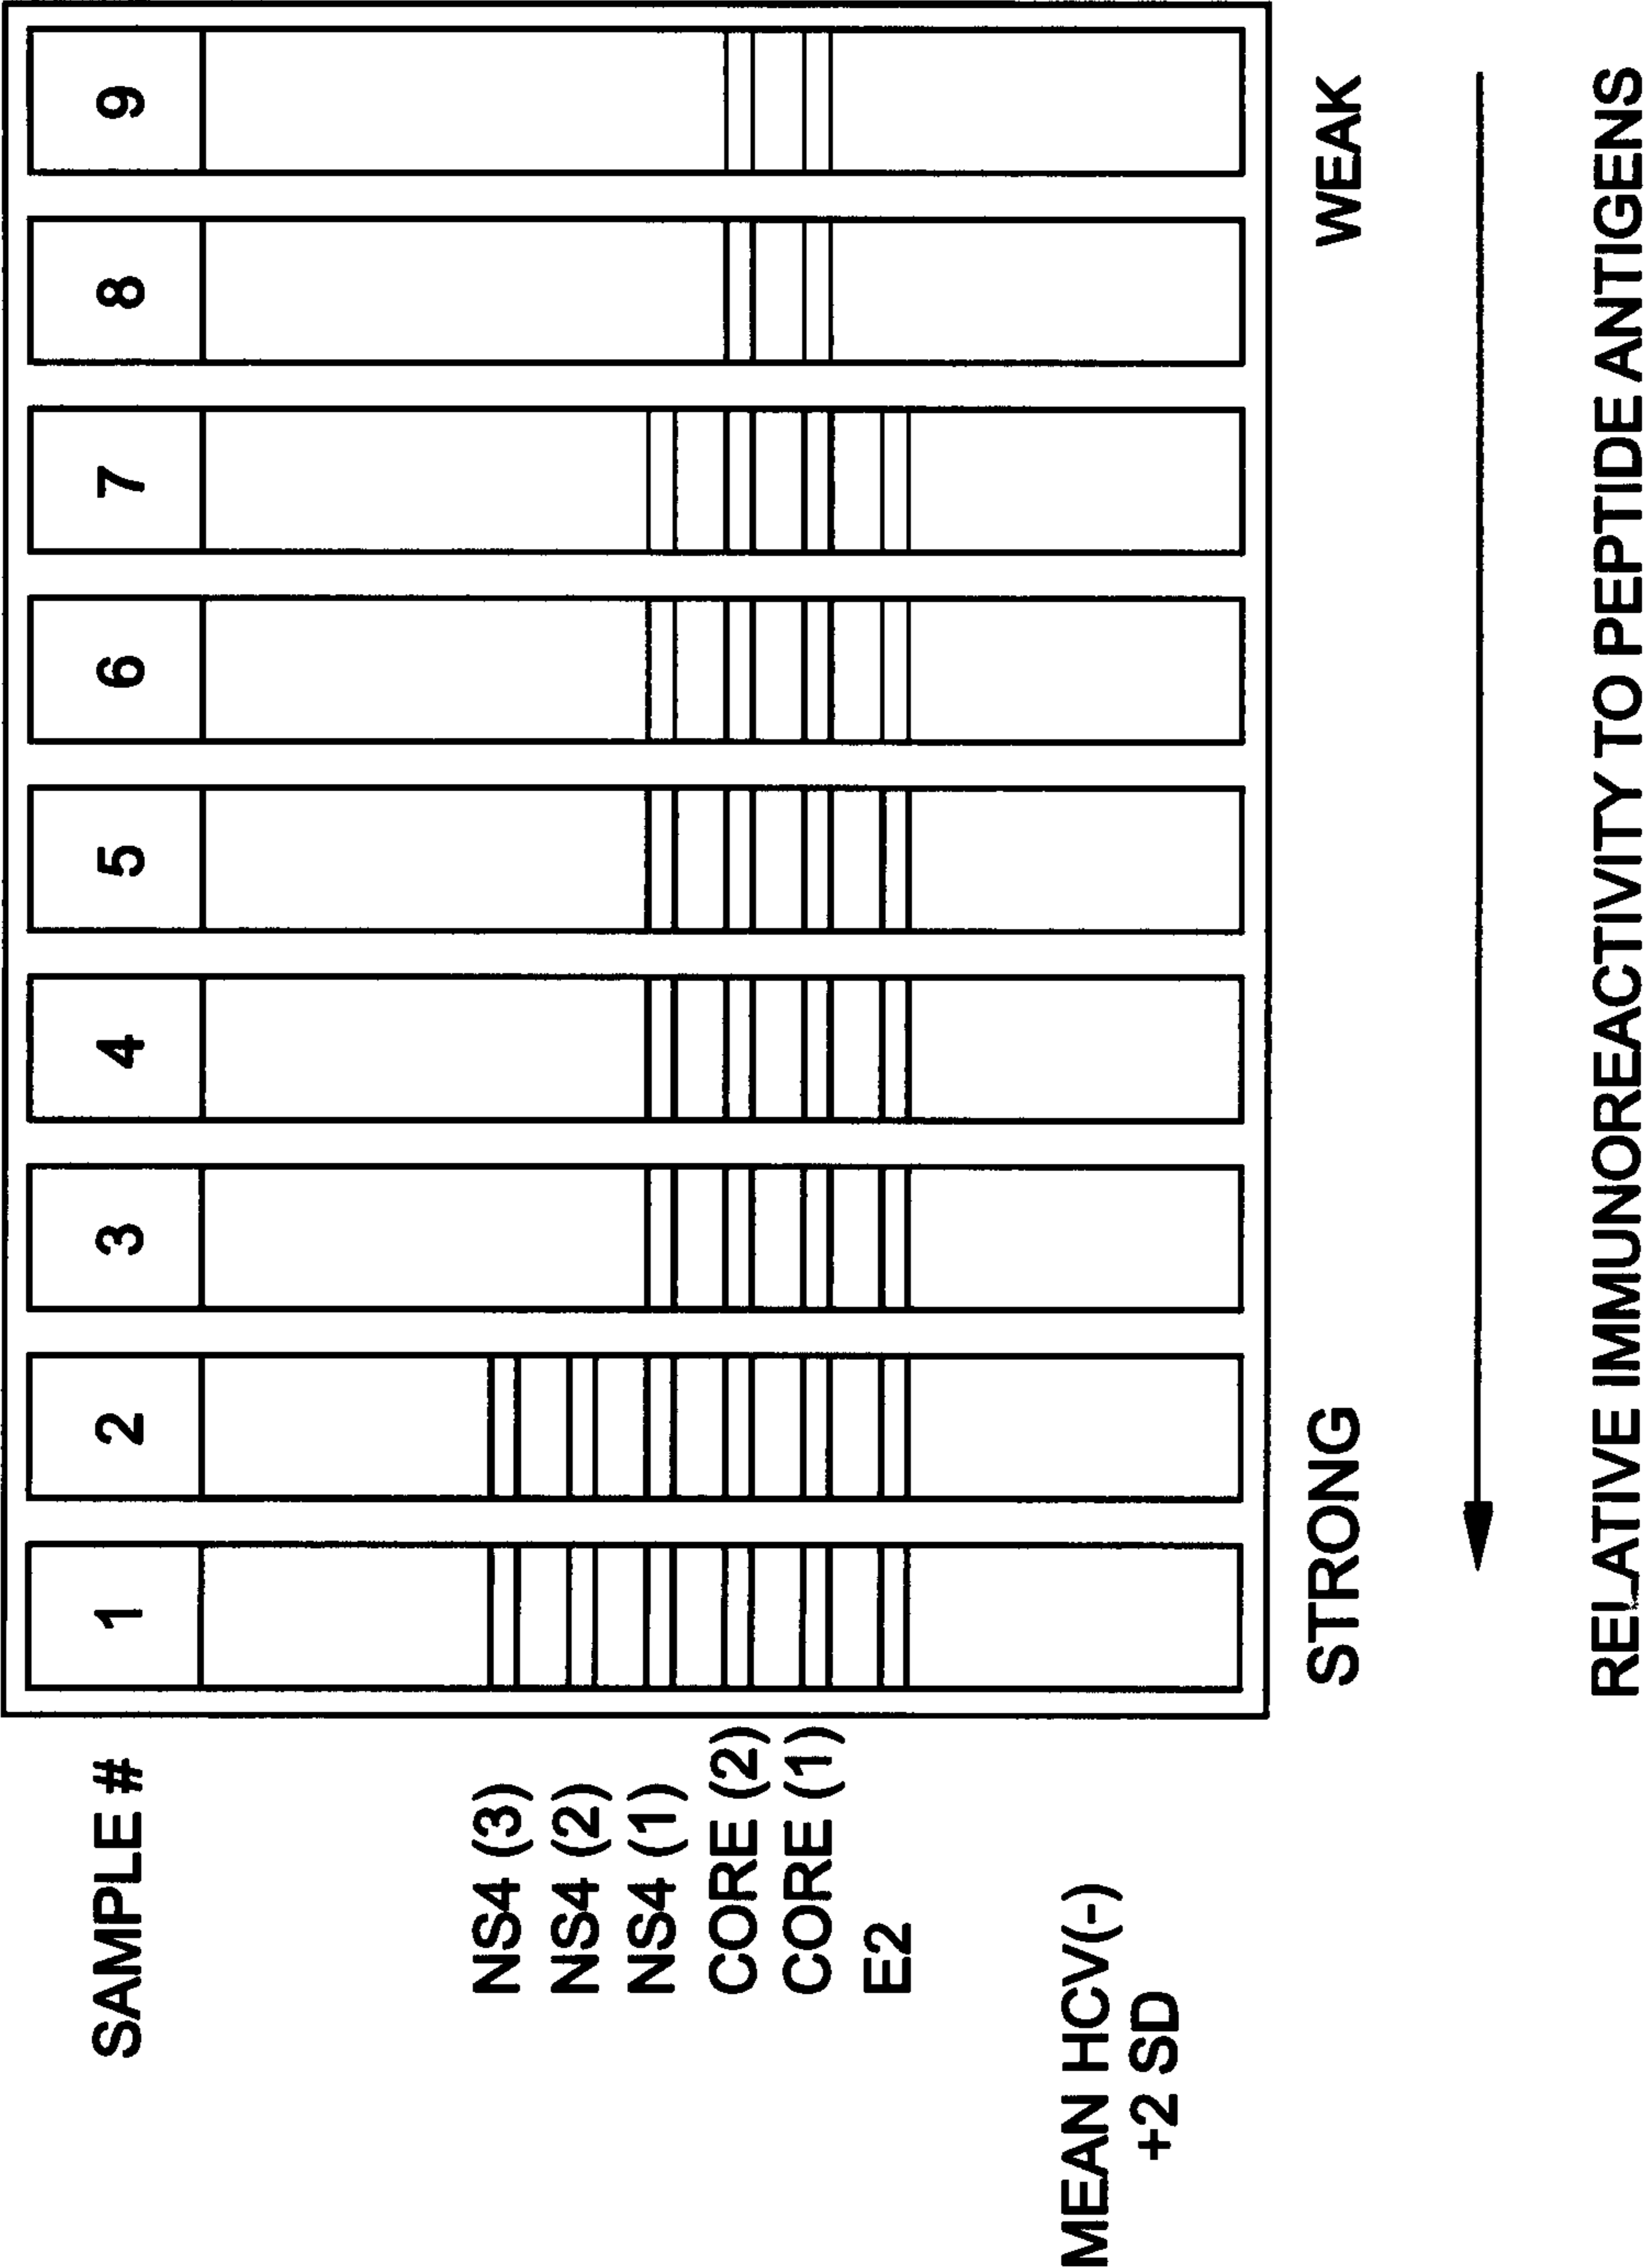 SAMPLE #
1
2
3
4
5
6
7
8
9
NS4 (3)
NS4 (2)
NS4 (1)
CORE (2)
CORE (1)
E2
MEAN HCV(-)
+2 SD
STRONG
WEAK
RELATIVE IMMUNOREACTIVITY TO PEPTIDE ANTIGENS